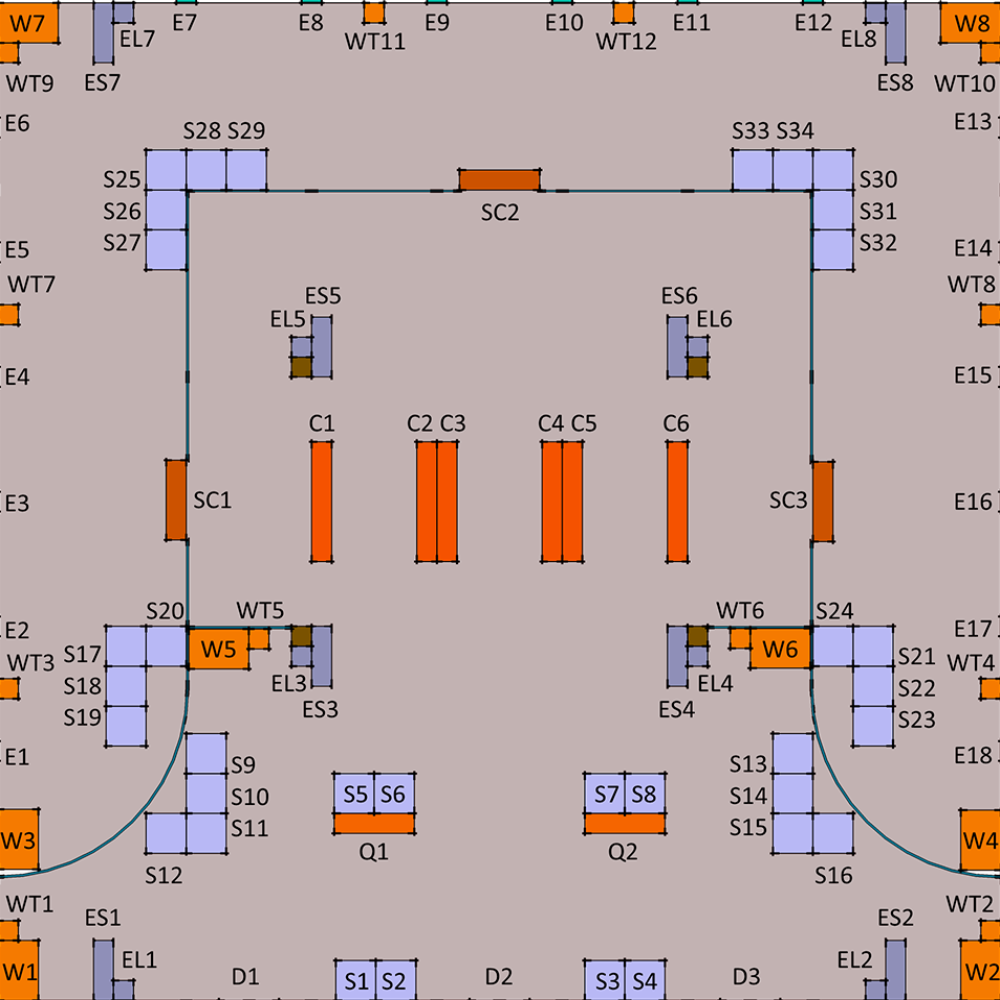 W7 EL7 E7 E8 WT11 E9 E10 WT12 E11 E12 EL8 W8
WT9 ES7 ES8 WT10
E6 E13
S28 S29 S33 S34
S25 S30
S26 SC2 S31
S27 S32
E5 E14
WT7 WT8
ES5 ES6
EL5 EL6
E4 E15
C1 C2 C3 C4 C5 C6
E3 SC1 SC3 E16
S20 WT5 WT6 S24
E2 E17
WT3 S17 W5 W6 S21 WT4
S18 EL3 EL4 S22
S19 ES3 ES4 S23
E1 S9 S13 E18
S10 S5 S6 S7 S8 S14
S11 S15
W3 Q1 Q2 W4
S12 S16
WT1 WT2
ES1 ES2
EL1 EL2
W1 D1 S1 S2 D2 S3 S4 D3 W2